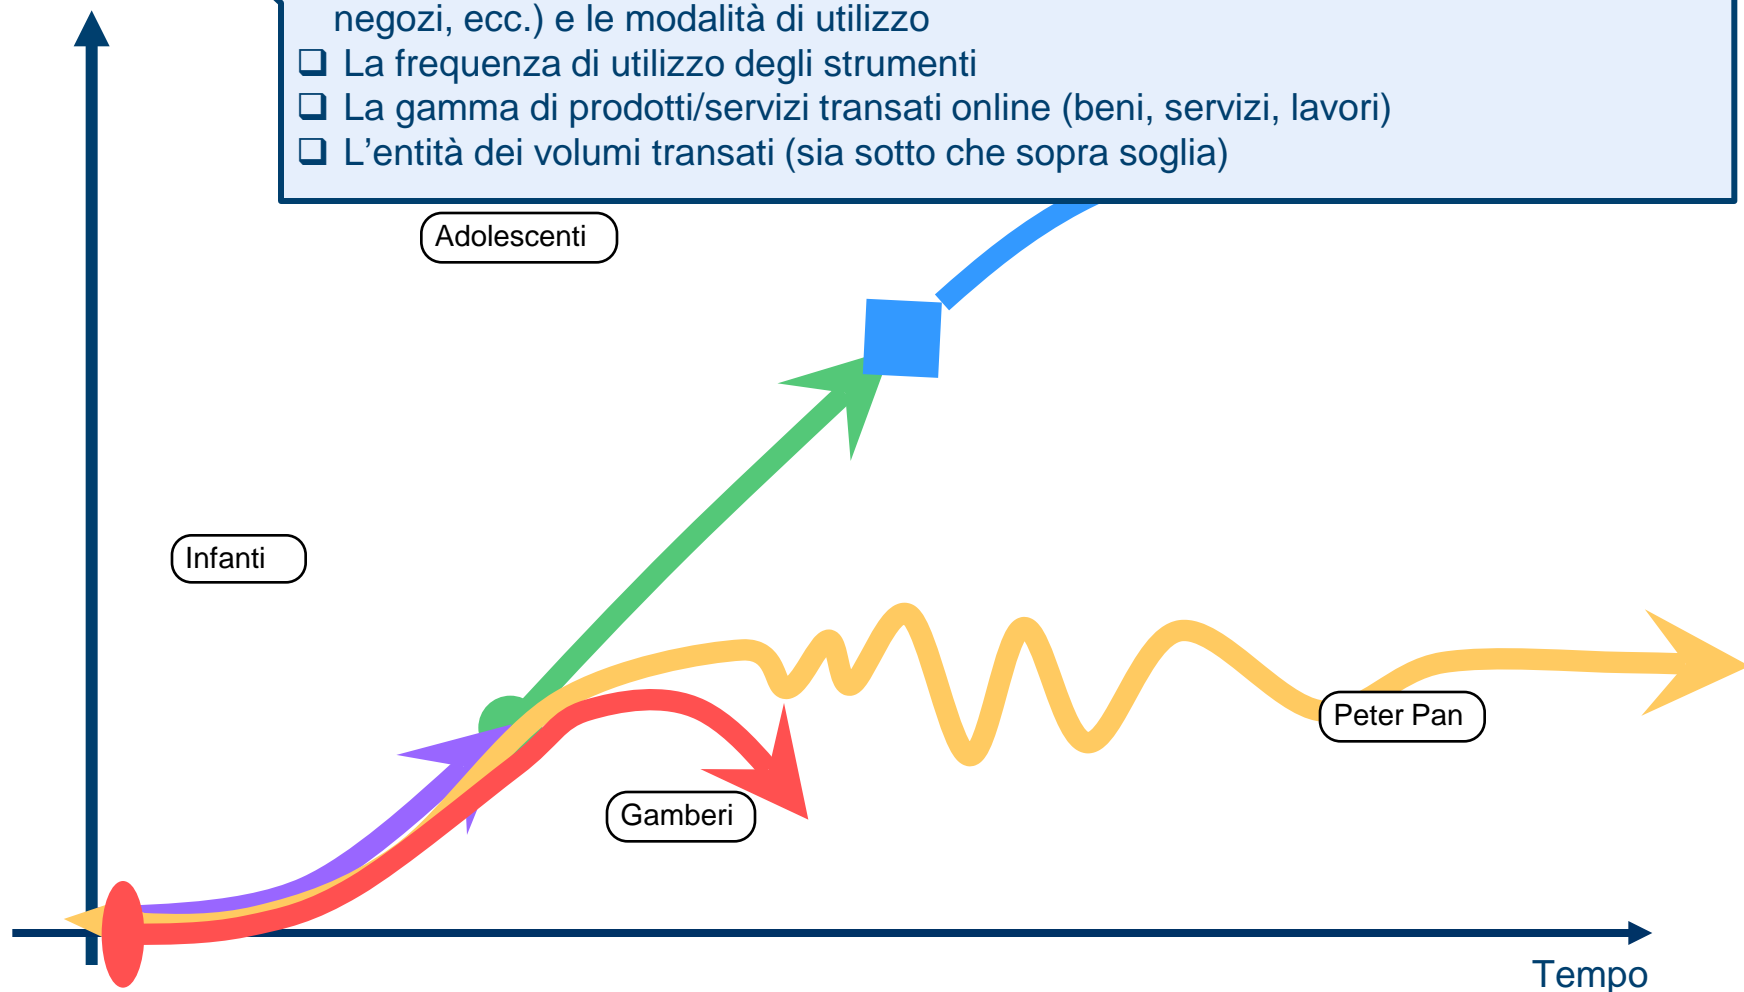 negozi, ecc.) e le modalità di utilizzo
❑ La frequenza di utilizzo degli strumenti
❑ La gamma di prodotti/servizi transati online (beni, servizi, lavori)
❑ L’entità dei volumi transati (sia sotto che sopra soglia)
Adolescenti
Infanti
Peter Pan
Gamberi
Tempo